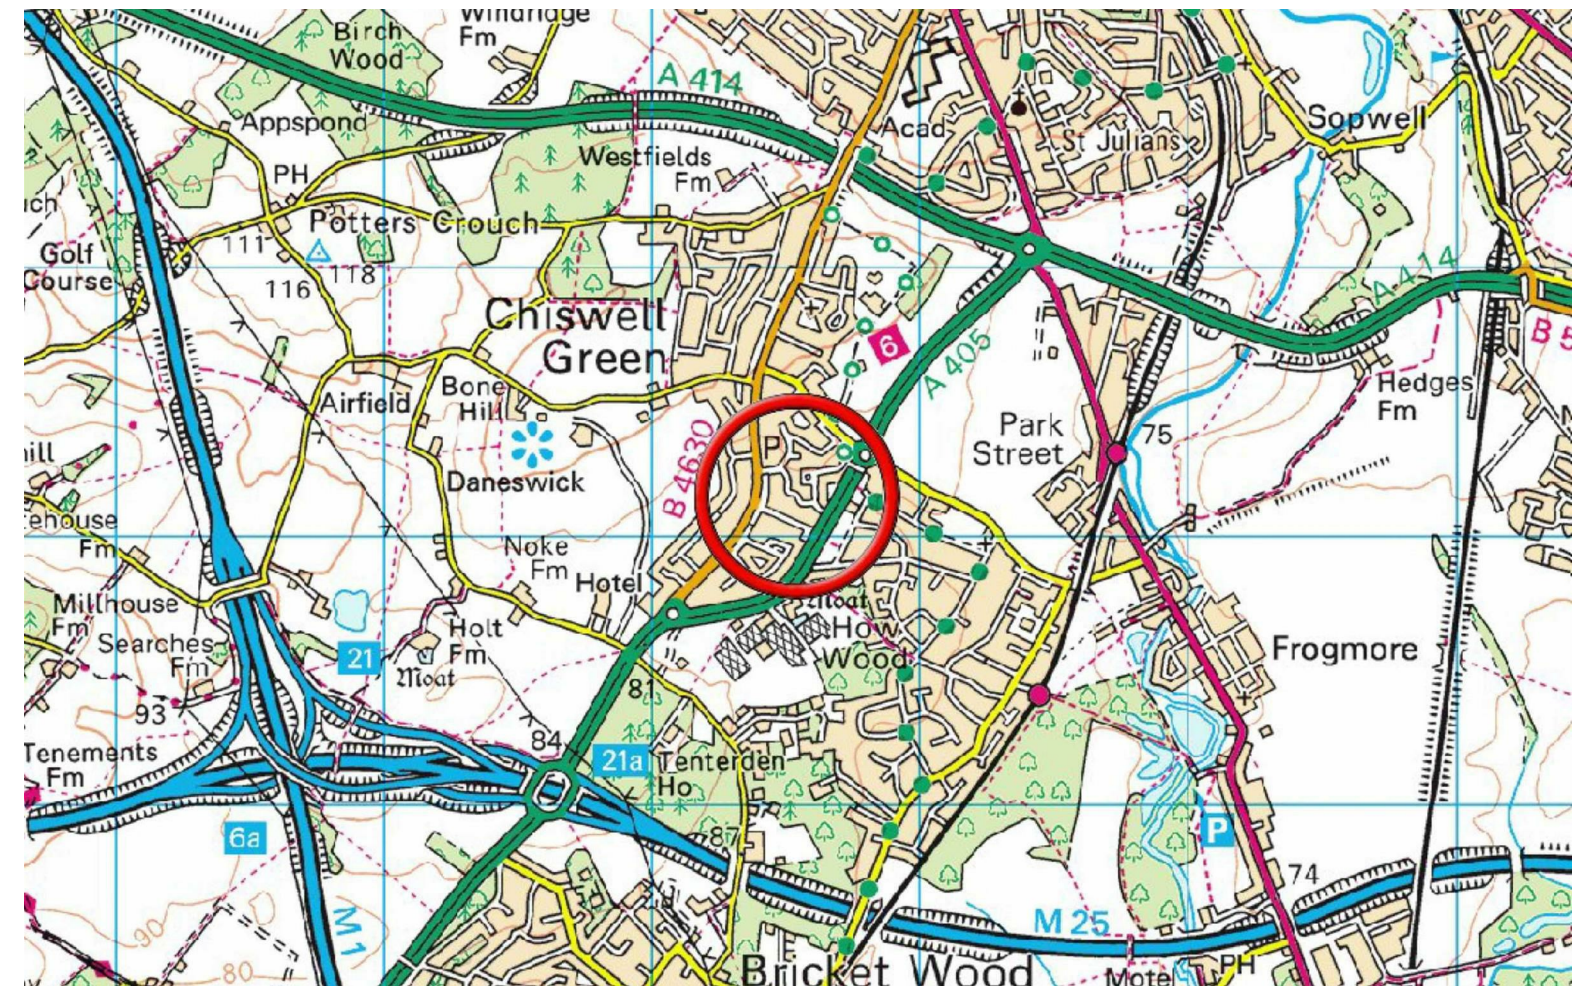 Windridge
Fm
Birch
Wood
A 414
Appspond
Acad
Sopwell
St Julians
Westfields
Fm
PH
Potters Crouch
111
118
116
Golf
Course
A 414
Chiswell
Green
6
A 405
B 5
Airfield
Bone
Hill
Hedges
Fm
B 4630
P
Park
Street
75
Daneswick
Noke
Fm
Hotel
Millhouse
Fm
Searches
Fm
Holt
Fm
Moat
21
Moat
How
Wood
Frogmore
81
93
84
21a
Tenterden
Ho
Tenements
Fm
6a
87
P
74
M 1
M 25
90
80
Bricket Wood
Motel
PH